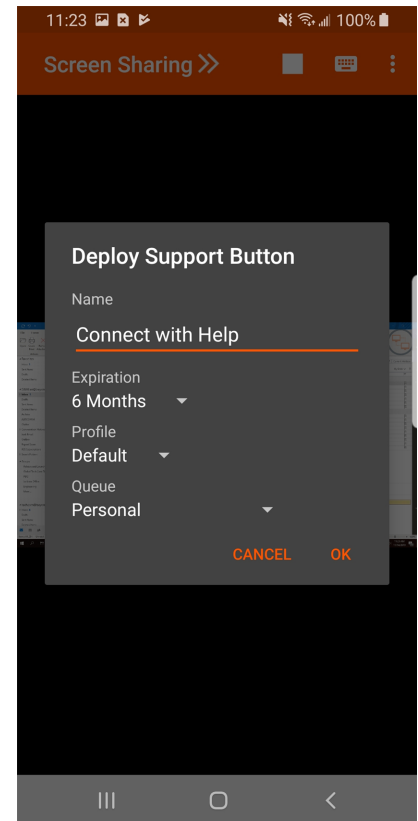 11:23 100%
Screen Sharing
Deploy Support Button
Name
Connect with Help
Expiration
6 Months
Profile
Default
Queue
Personal
CANCEL OK